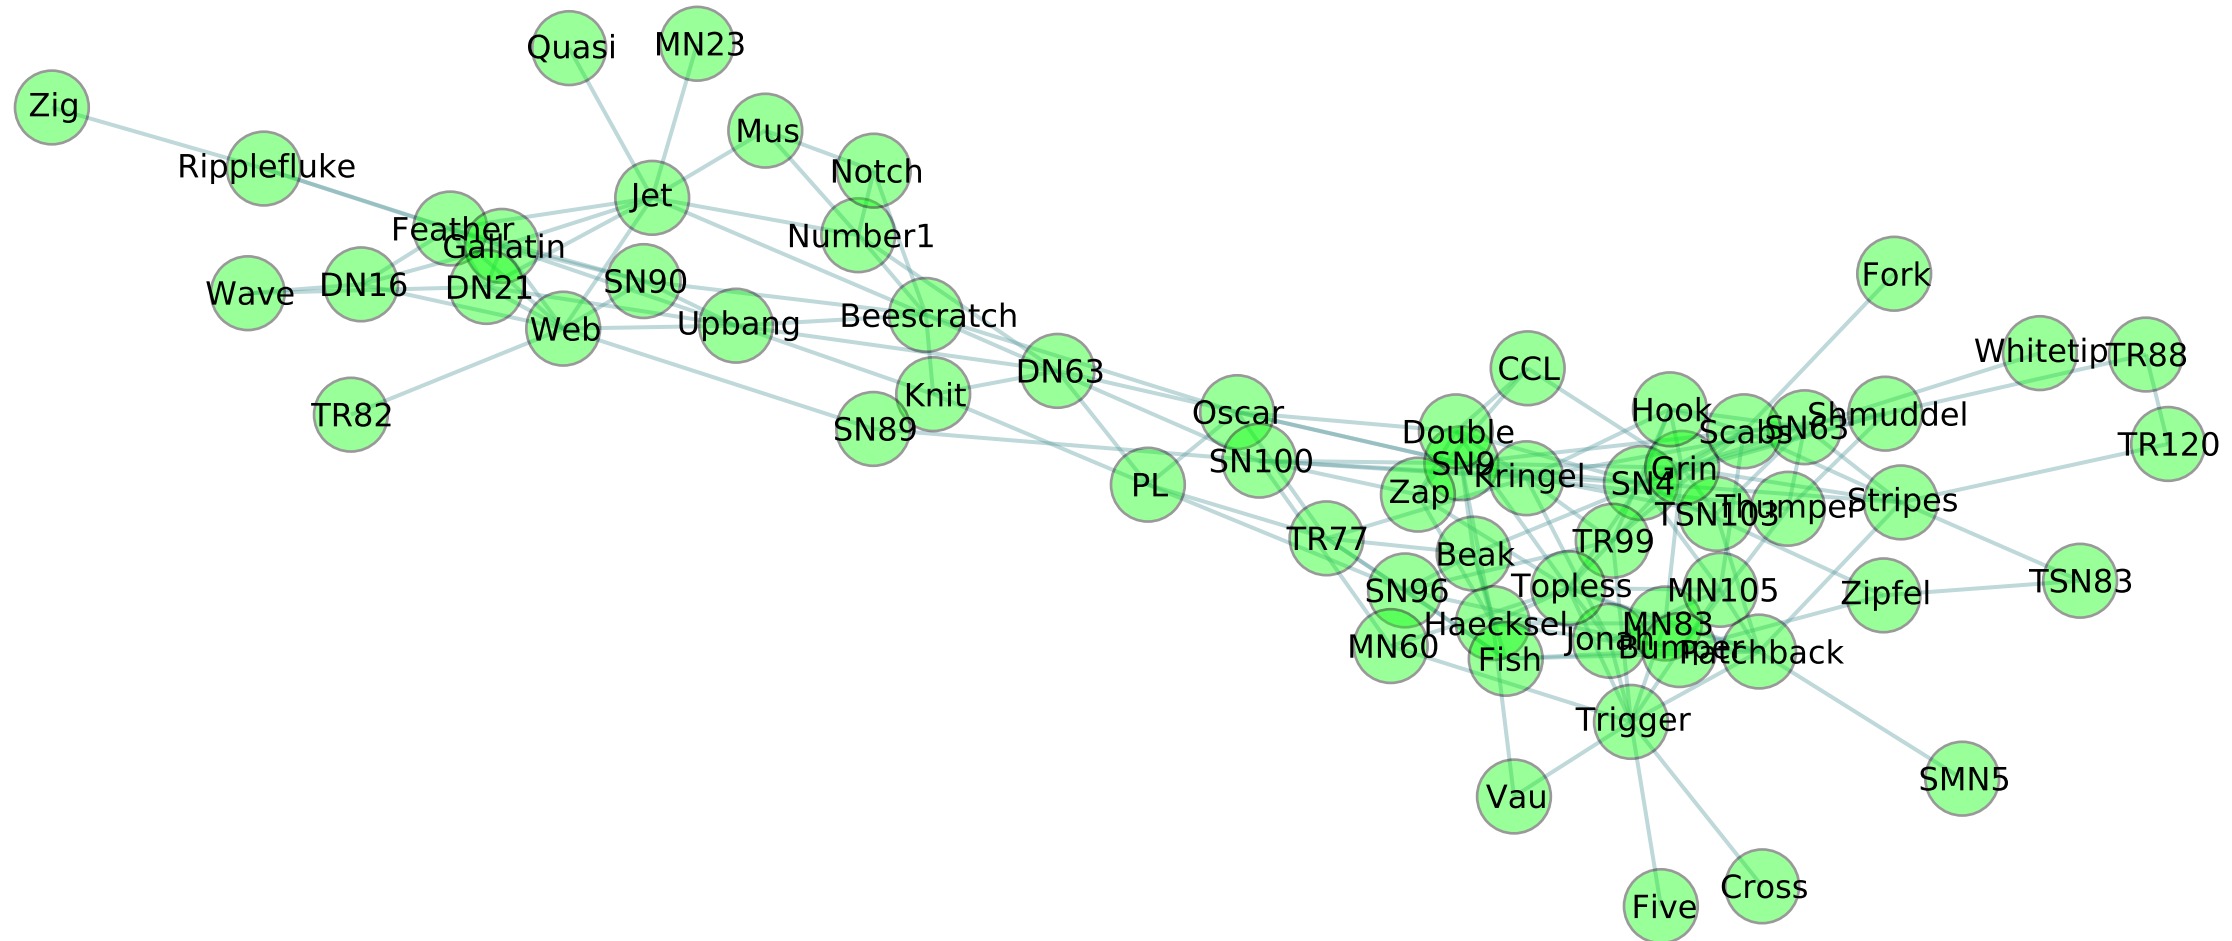 Quasi
MN23
Zig
Mus
Ripplefluke
Notch
Jet
Feather
Number1
Gallatin
Fork
SN90
DN16
DN21
Wave
Beescratch
Upbang
Web
Whitetip
TR88
DN63
CCL
Knit
Hook
Oscar
Shmuddel
TR82
SN89
Double
Scabs
SN63
TR120
SN100
SN9
Grin
Kringel
PL
SN4
Zap
Stripes
TSN103
Thumper
TR77
TR99
Beak
TSN83
Topless
SN96
MN105
Zipfel
Haecksel
MN83
Jonah
MN60
Bumper
Patchback
Fish
Trigger
SMN5
Vau
Cross
Five